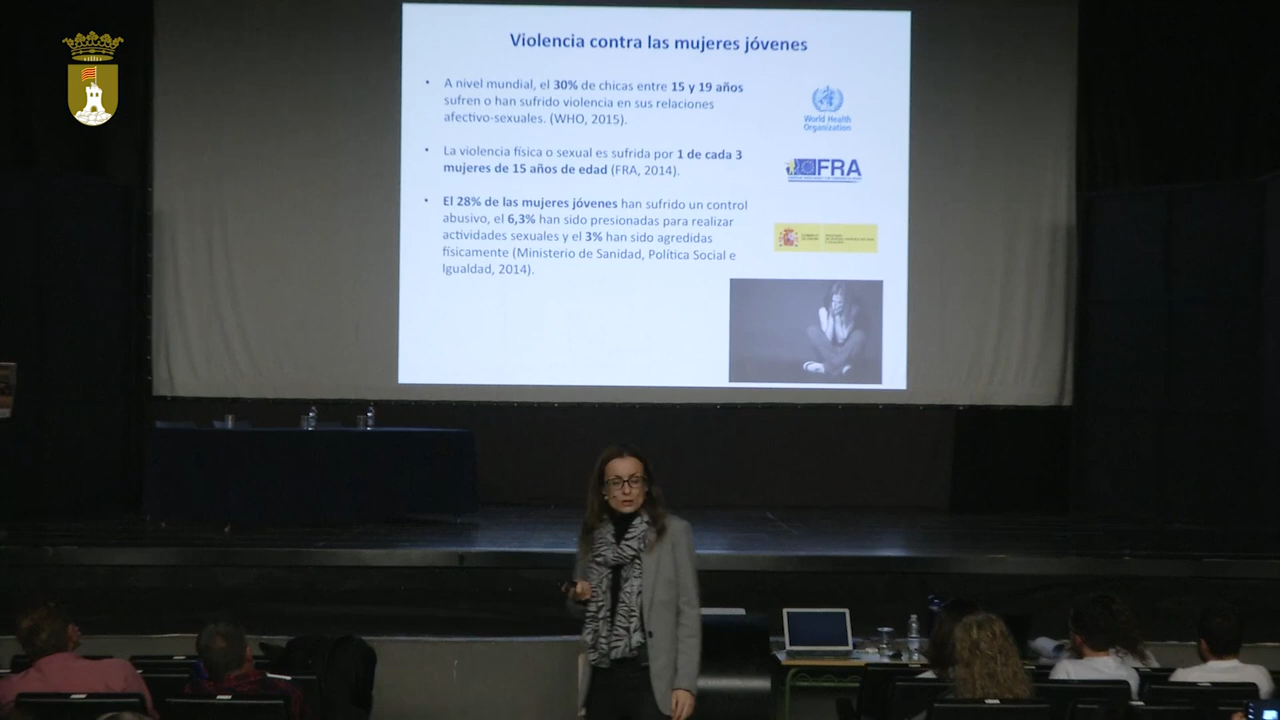 Violencia contra las mujeres jóvenes
• A nivel mundial, el 30% de chicas entre 15 y 19 años
sufren o han sufrido violencia en sus relaciones
afectivo-sexuales. (WHO, 2015).
• La violencia física o sexual es sufrida por 1 de cada 3
mujeres de 15 años de edad (FRA, 2014).
• El 28% de las mujeres jóvenes han sufrido un control
abusivo, el 6,3% han sido presionadas para realizar
actividades sexuales y el 3% han sido agredidas
físicamente (Ministerio de Sanidad, Política Social e
Igualdad, 2014).
World Health
Organization
FRA